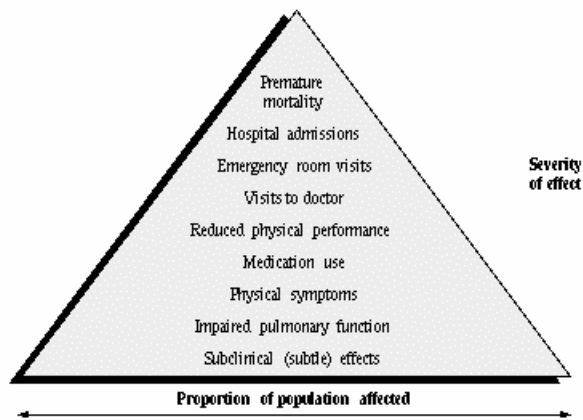 Premature
mortality
Hospital admissions
Emergency room visits
Visits to doctor
Reduced physical performance
Medication use
Physical symptoms
Impaired pulmonary function
Subclinical (subtle) effects
Severity
of effect
Proportion of population affected